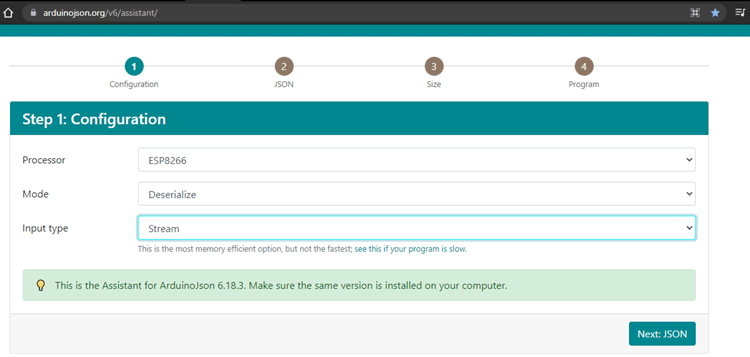 arduinojson.org/v6/assistant/
1 2 3 4
Configuration JSON Size Program
Step 1: Configuration
Processor ESP8266
Mode Deserialize
Input type Stream
This is the most memory efficient option, but not the fastest; see this if your program is slow.
This is the Assistant for ArduinoJson 6.18.3. Make sure the same version is installed on your computer.
Next: JSON